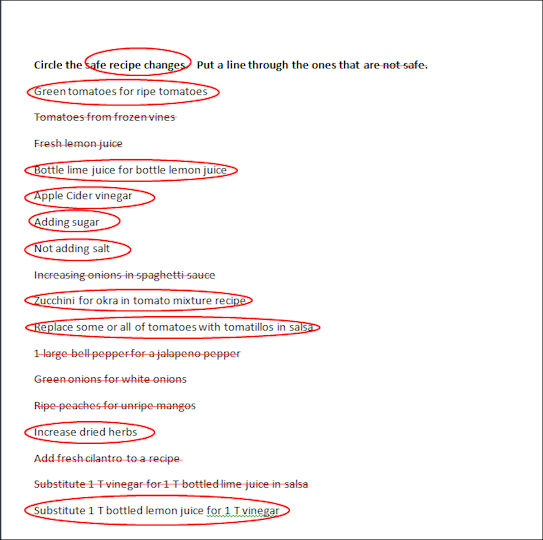 Circle the safe recipe changes. Put a line through the ones that are not safe.
Green tomatoes for ripe tomatoes
Tomatoes from frozen vines
Fresh lemon juice
Bottle lime juice for bottle lemon juice
Apple Cider vinegar
Adding sugar
Not adding salt
Increasing onions in spaghetti sauce
Zucchini for okra in tomato mixture recipe
Replace some or all of tomatoes with tomatillos in salsa
1 large bell pepper for a jalapeno pepper
Green onions for white onions
Ripe peaches for unripe mangos
Increase dried herbs
Add fresh cilantro to a recipe
Substitute 1 T vinegar for 1 T bottled lime juice in salsa
Substitute 1 T bottled lemon juice for 1 T vinegar